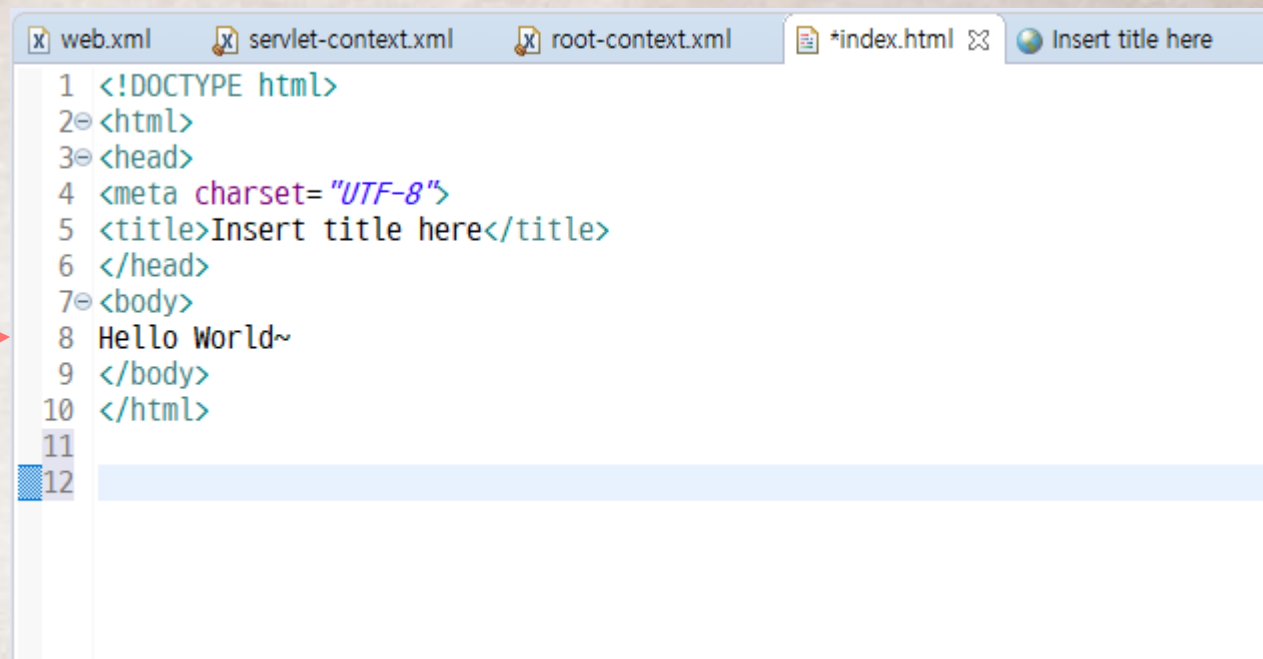 web.xml servlet-context.xml root-context.xml *index.html Insert title here
1 <!DOCTYPE html>
2 <html>
3 <head>
4 <meta charset="UTF-8">
5 <title>Insert title here</title>
6 </head>
7 <body>
8 Hello World~
9 </body>
10 </html>
11
12